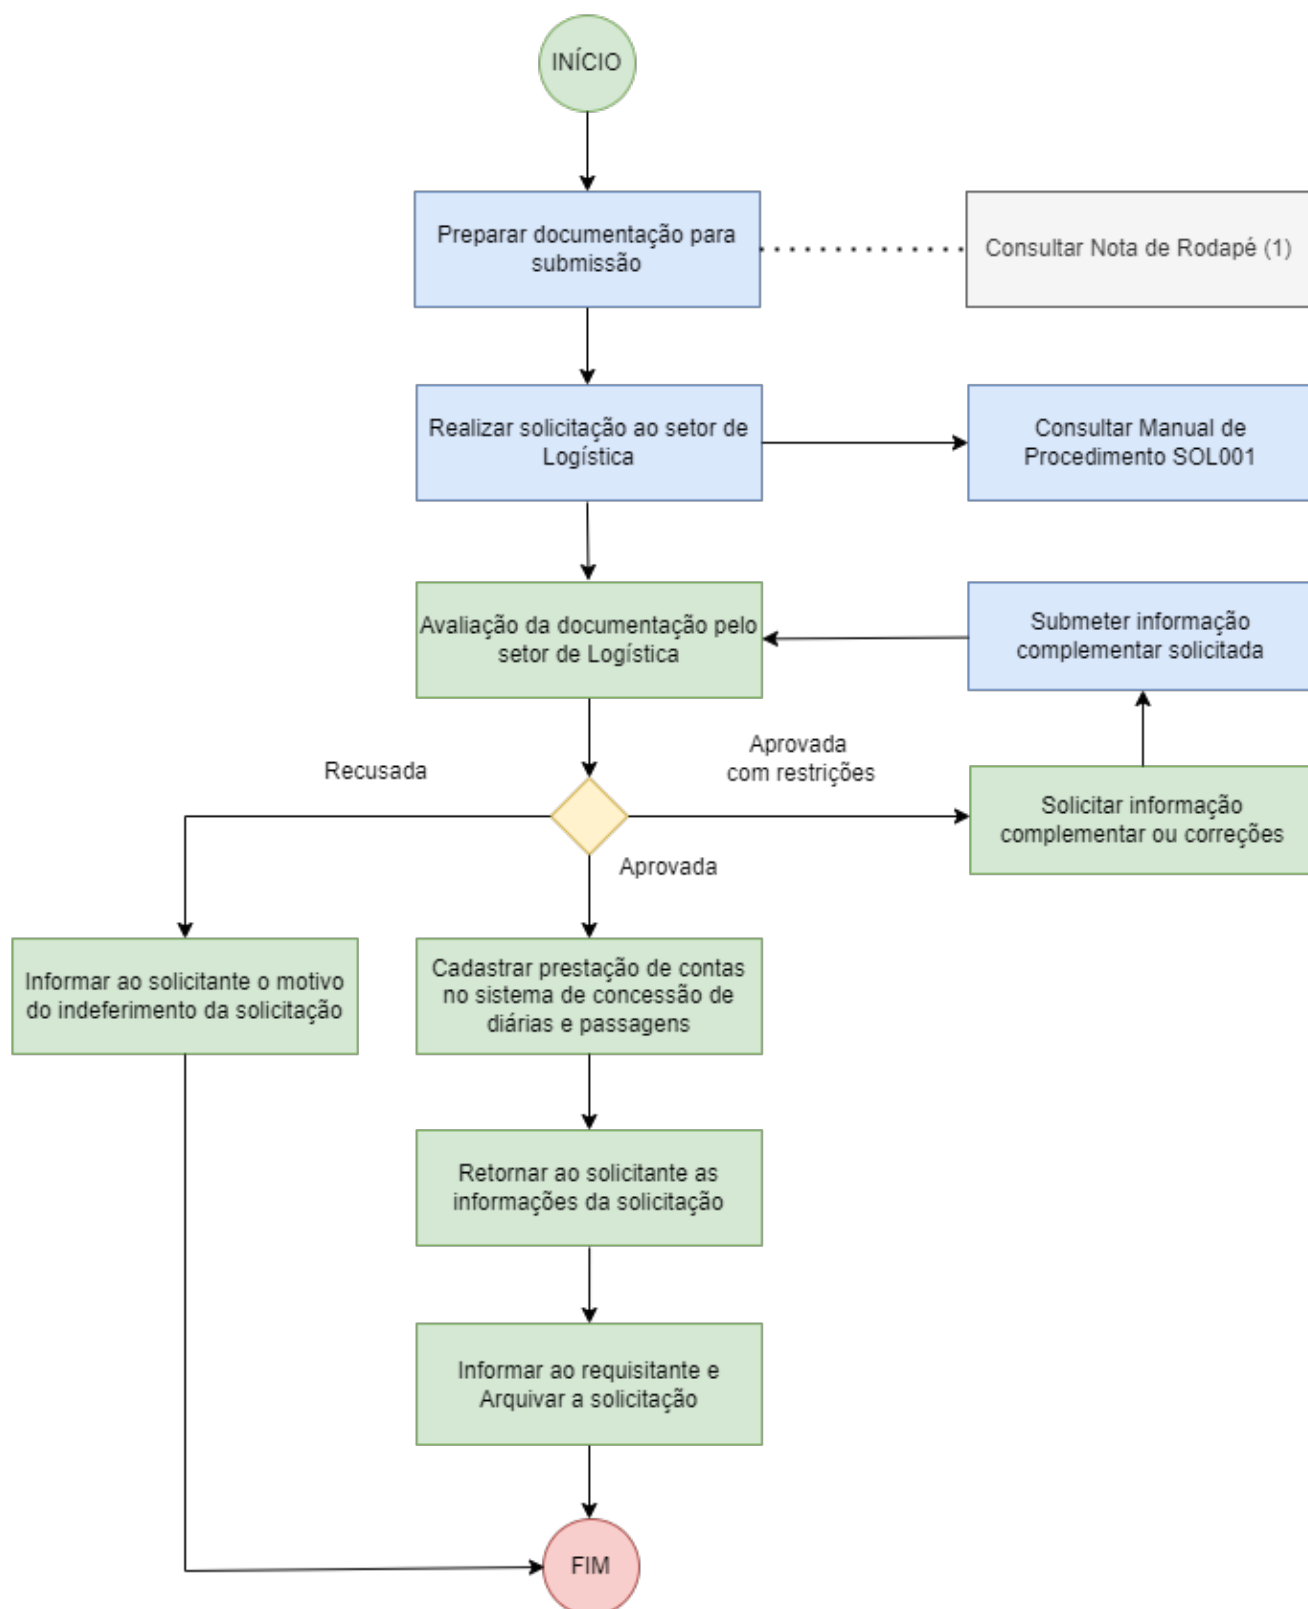 INÍCIO
Preparar documentação para
submissão
Consultar Nota de Rodapé (1)
Realizar solicitação ao setor de
Logística
Consultar Manual de
Procedimento SOL001
Avaliação da documentação pelo
setor de Logística
Submeter informação
complementar solicitada
Recusada
Aprovada
com restrições
Solicitar informação
complementar ou correções
Aprovada
Informar ao solicitante o motivo
do indeferimento da solicitação
Cadastrar prestação de contas
no sistema de concessão de
diárias e passagens
Retornar ao solicitante as
informações da solicitação
Informar ao requisitante e
Arquivar a solicitação
FIM